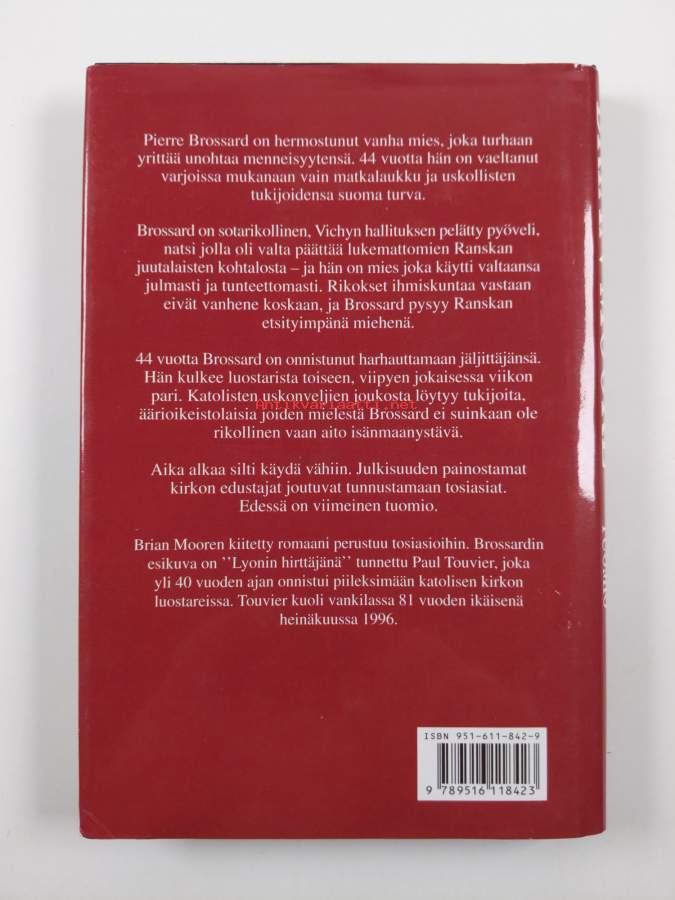 Pierre Brossard on hermostunut vanha mies, joka turhaan
yrittää unohtaa menneisyytensä. 44 vuotta hän on vaeltanut
varjoissa mukanaan vain matkalaukku ja uskollisten
tukijoidensa suoma turva.
Brossard on sotarikollinen, Vichyn hallituksen pelätty pyöveli,
natsi jolla oli valta päättää lukemattomien Ranskan
juutalaisten kohtalosta – ja hän on mies joka käytti valtaansa
julmasti ja tunteettomasti. Rikokset ihmiskuntaa vastaan
eivät vanhene koskaan, ja Brossard pysyy Ranskan
etsityimpänä miehenä.
44 vuotta Brossard on onnistunut harhauttamaan jäljittäjänsä.
Hän kulkee luostarista toiseen, viipyen jokaisessa viikon
pari. Katolisten uskonveljien joukosta löytyy tukijoita,
äärioikeistolaisia joiden mielestä Brossard ei suinkaan ole
rikollinen vaan aito isänmaanystävä.
Antikvariaatti.net
Aika alkaa silti käydä vähiin. Julkisuuden painostamat
kirkon edustajat joutuvat tunnustamaan tosiasiat.
Edessä on viimeinen tuomio.
Brian Mooren kiitetty romaani perustuu tosiasioihin. Brossardin
esikuva on ''Lyonin hirttäjänä'' tunnettu Paul Touvier, joka
yli 40 vuoden ajan onnistui piileksimään katolisen kirkon
luostareissa. Touvier kuoli vankilassa 81 vuoden ikäisenä
heinäkuussa 1996.
ISBN 951-611-842-9
9 789516 118423